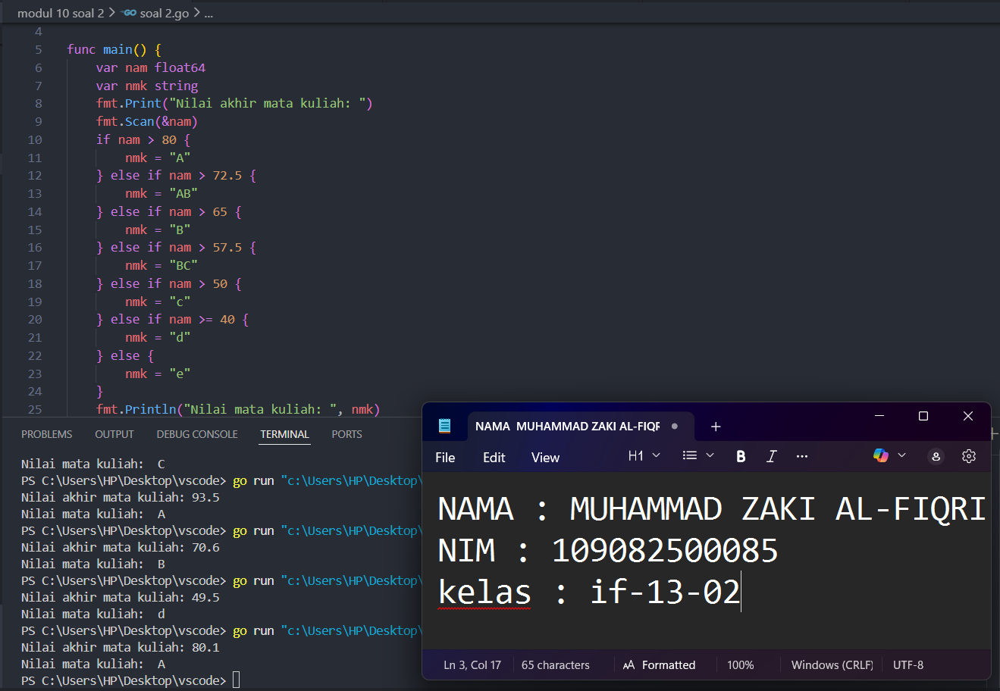 modul 10 soal 2 > GO soal 2.go > ...
4
5 func main() {
6 var nam float64
7 var nmk string
8 fmt.Print("Nilai akhir mata kuliah: ")
9 fmt.Scan(&nam)
10 if nam > 80 {
11 nmk = "A"
12 } else if nam > 72.5 {
13 nmk = "AB"
14 } else if nam > 65 {
15 nmk = "B"
16 } else if nam > 57.5 {
17 nmk = "BC"
18 } else if nam > 50 {
19 nmk = "c"
20 } else if nam >= 40 {
21 nmk = "d"
22 } else {
23 nmk = "e"
24 }
25 fmt.Println("Nilai mata kuliah: ", nmk)
PROBLEMS OUTPUT DEBUG CONSOLE TERMINAL PORTS
Nilai mata kuliah:  C
PS C:\Users\HP\Desktop\vscode> go run "c:\Users\HP\Desktop\
Nilai akhir mata kuliah: 93.5
Nilai mata kuliah:  A
PS C:\Users\HP\Desktop\vscode> go run "c:\Users\HP\Desktop\
Nilai akhir mata kuliah: 70.6
Nilai mata kuliah:  B
PS C:\Users\HP\Desktop\vscode> go run "c:\Users\HP\Desktop\
Nilai akhir mata kuliah: 49.5
Nilai mata kuliah:  d
PS C:\Users\HP\Desktop\vscode> go run "c:\Users\HP\Desktop\
Nilai akhir mata kuliah: 80.1
Nilai mata kuliah:  A
PS C:\Users\HP\Desktop\vscode>
NAMA MUHAMMAD ZAKI AL-FIQR
File Edit View H1 B I ...
NAMA : MUHAMMAD ZAKI AL-FIQRI
NIM : 109082500085
kelas : if-13-02
Ln 3, Col 17 65 characters AA Formatted 100% Windows (CRLF) UTF-8